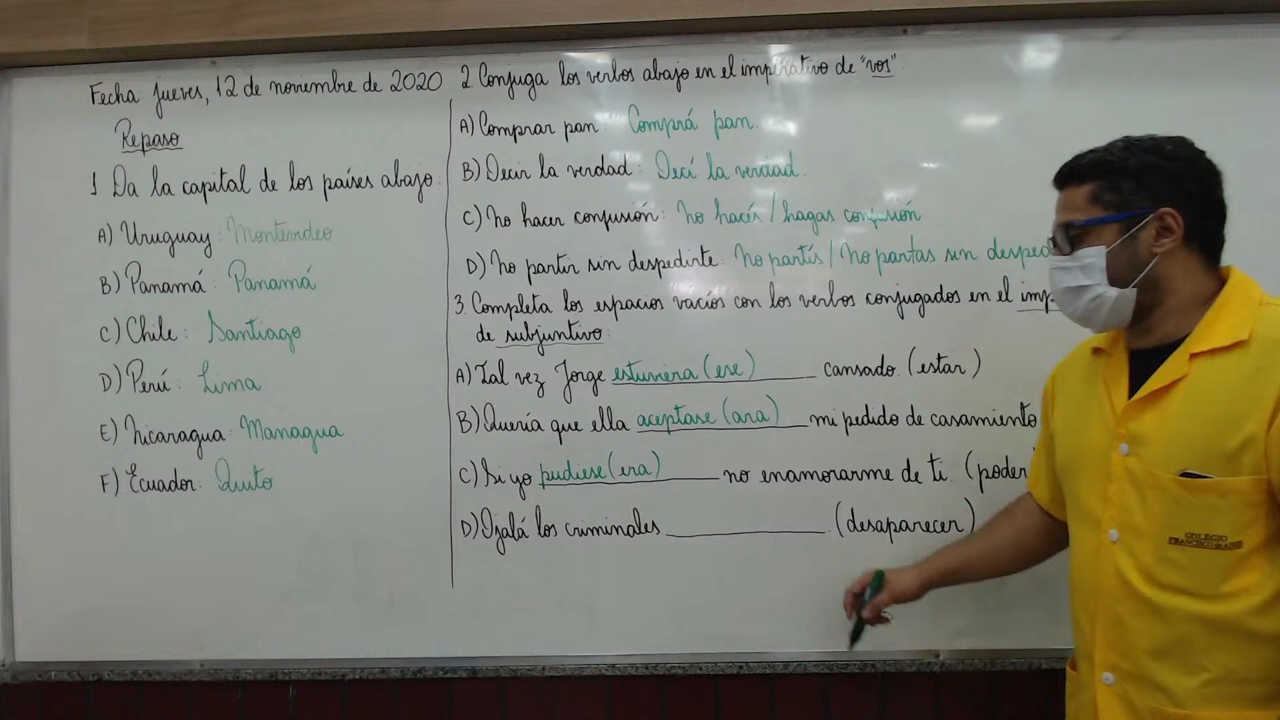 Fecha jueves, 12 de noviembre de 2020
Repaso
1 Da la capital de los países abajo:
A) Uruguay: Montevideo
B) Panamá: Panamá
C) Chile: Santiago
D) Perú: Lima
E) Nicaragua: Managua
F) Ecuador: Quito
2 Conjuga los verbos abajo en el imperativo de "vos".
A) Comprar pan: Comprá pan.
B) Decir la verdad: Decí la verdad.
C) No hacer confusión: No hacés / hagas confusión
D) No partir sin despedirte: No partís / No partas sin desped
3. Completa los espacios vacíos con los verbos conjugados en el imp
de subjuntivo:
A) Tal vez Jorge estuviera (ese) cansado. (estar)
B) Quería que ella aceptase (ara) mi pedido de casamiento
C) Si yo pudiese (era) no enamorarme de ti. (poder
D) Ojalá los criminales ________ (desaparecer)
COLÉGIO